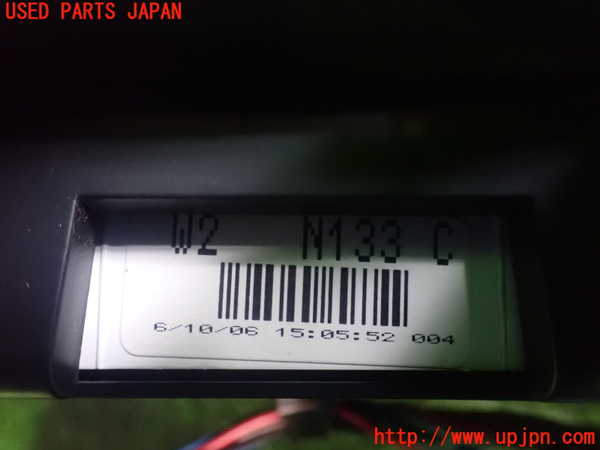 USED PARTS JAPAN
W2 N133 C
6/10/06 15:05:52 004
http://www.upjpn.com/